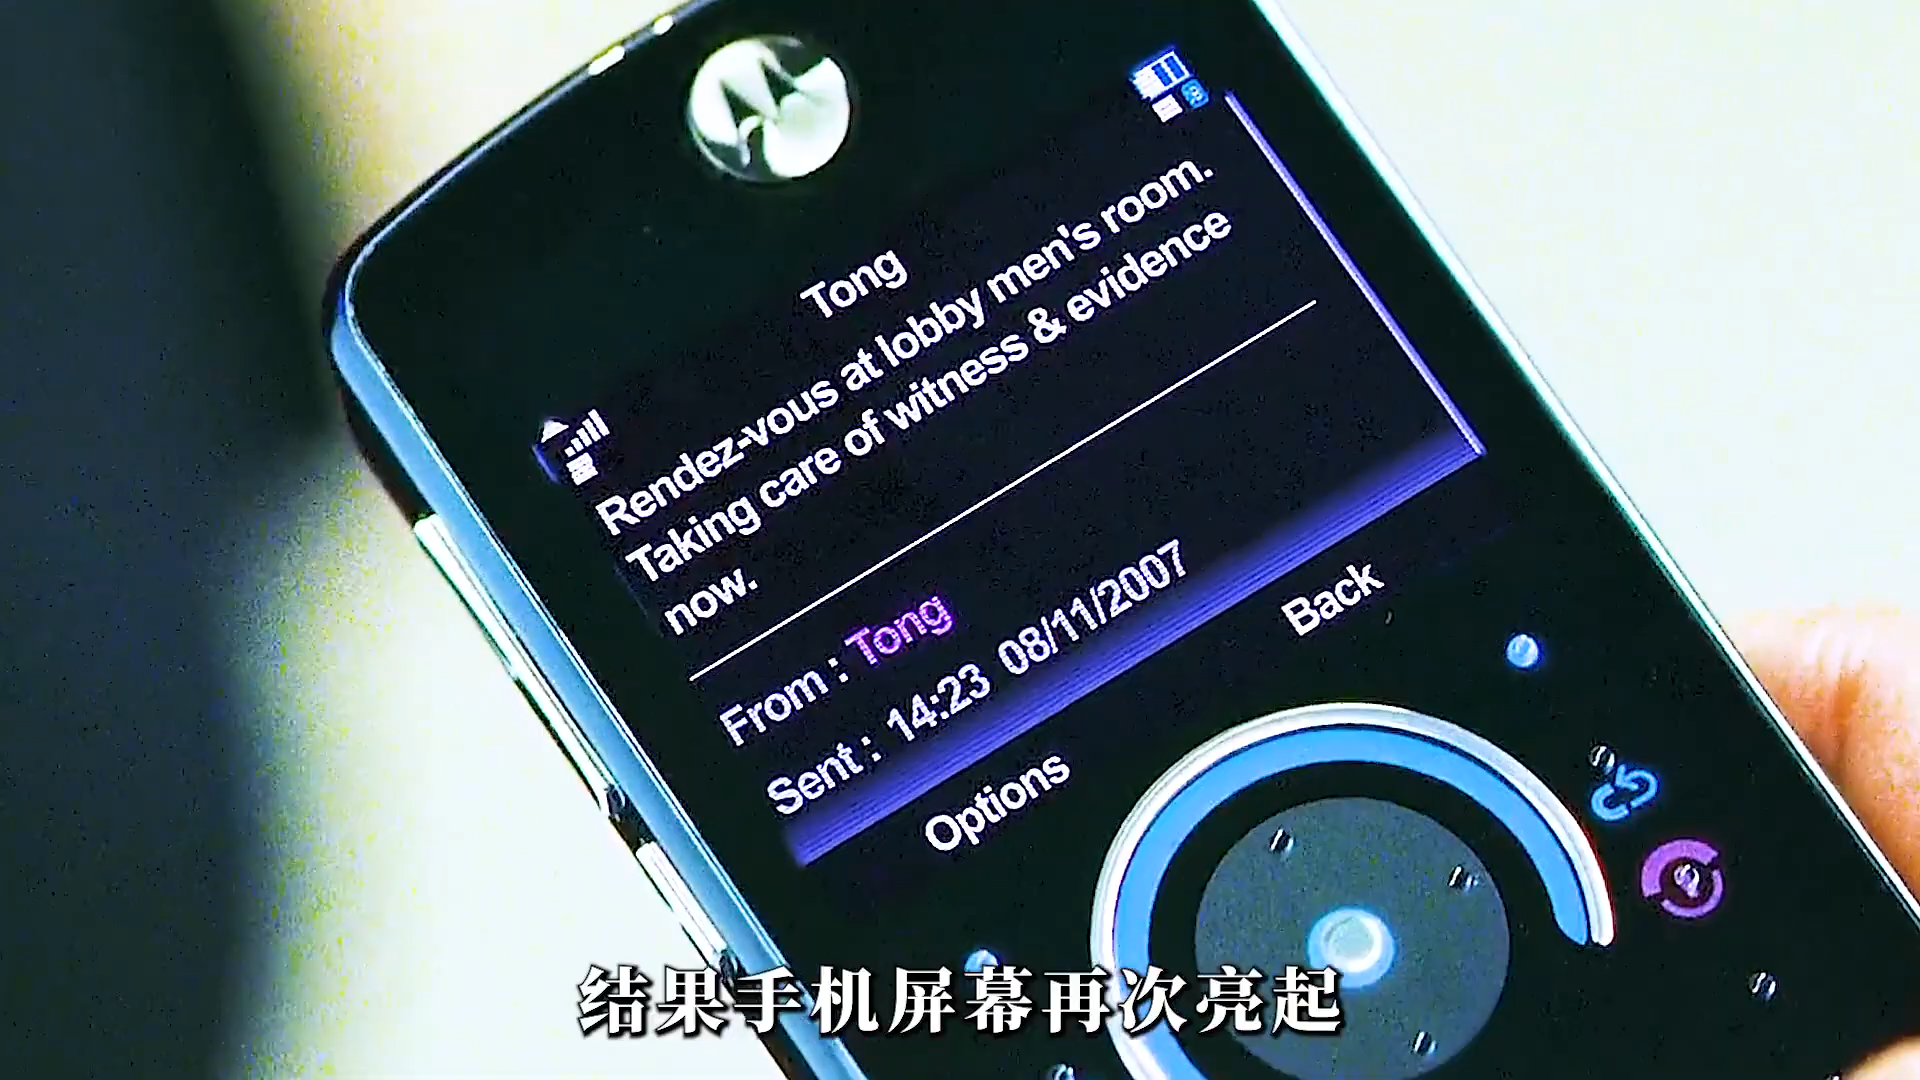 Tong
Rendez-vous at lobby men's room.
Taking care of witness & evidence
now.
From : Tong
Sent : 14:23 08/11/2007
Options
Back
结果手机屏幕再次亮起